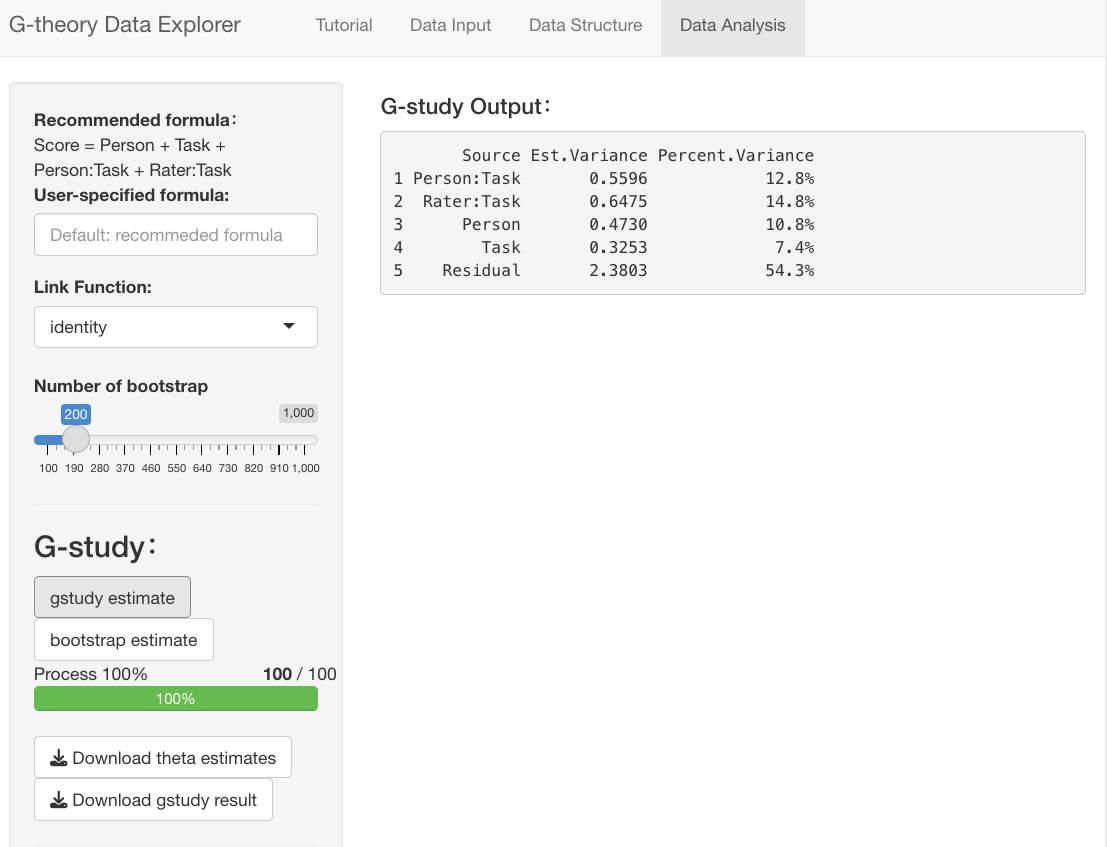 G-theory Data Explorer
Tutorial
Data Input
Data Structure
Data Analysis
Recommended formula:
Score = Person + Task +
Person:Task + Rater:Task
User-specified formula:
Default: recommeded formula
Link Function:
identity
Number of bootstrap
200
1,000
100 190 280 370 460 550 640 730 820 910 1,000
G-study:
gstudy estimate
bootstrap estimate
Process 100% 100 / 100
100%
Download theta estimates
Download gstudy result
G-study Output:
Source Est.Variance Percent.Variance
1 Person:Task 0.5596 12.8%
2 Rater:Task 0.6475 14.8%
3 Person 0.4730 10.8%
4 Task 0.3253 7.4%
5 Residual 2.3803 54.3%